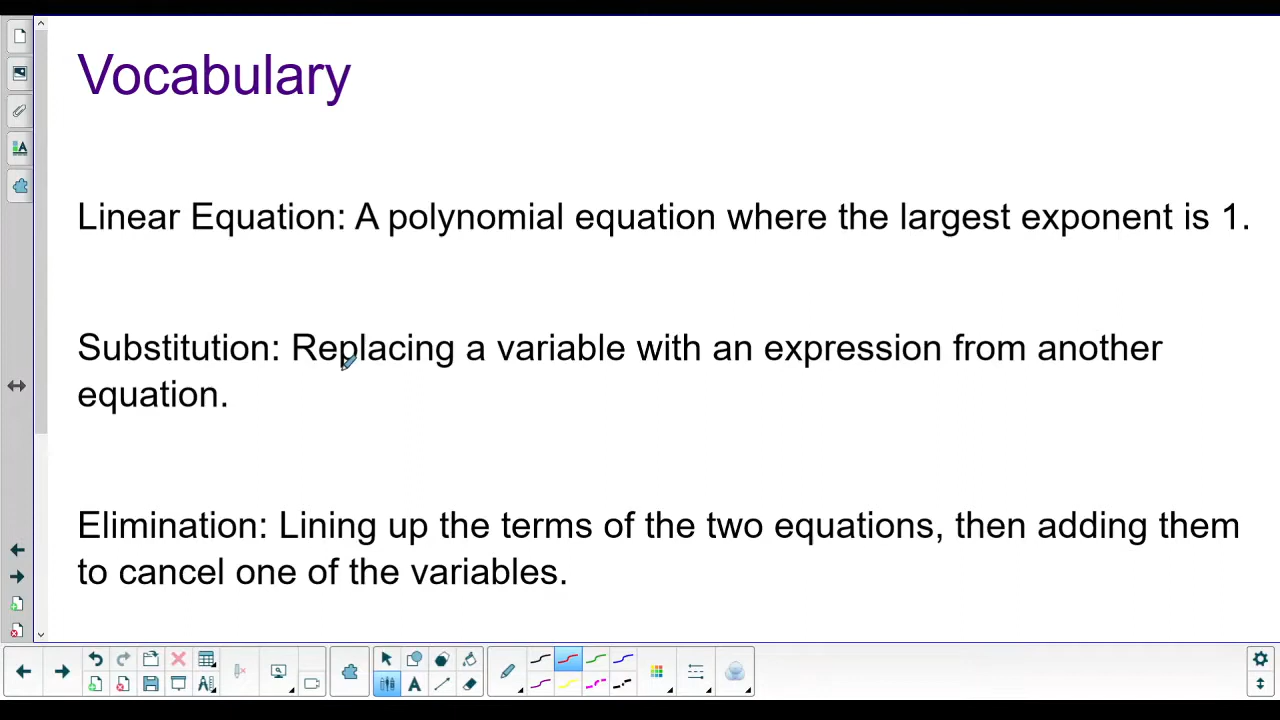 Vocabulary
Linear Equation: A polynomial equation where the largest exponent is 1.
Substitution: Replacing a variable with an expression from another
equation.
Elimination: Lining up the terms of the two equations, then adding them
to cancel one of the variables.